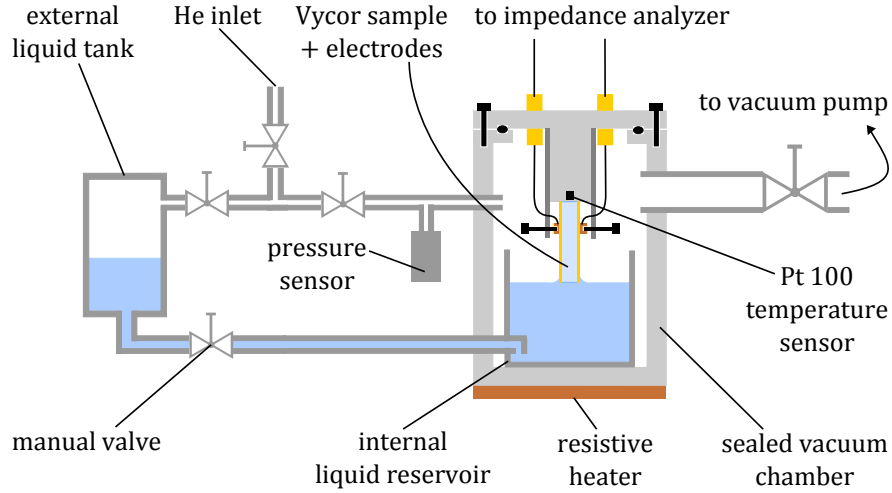 external
liquid tank
He inlet
Vycor sample
+ electrodes
to impedance analyzer
to vacuum pump
pressure
sensor
Pt 100
temperature
sensor
manual valve
internal
liquid reservoir
resistive
heater
sealed vacuum
chamber